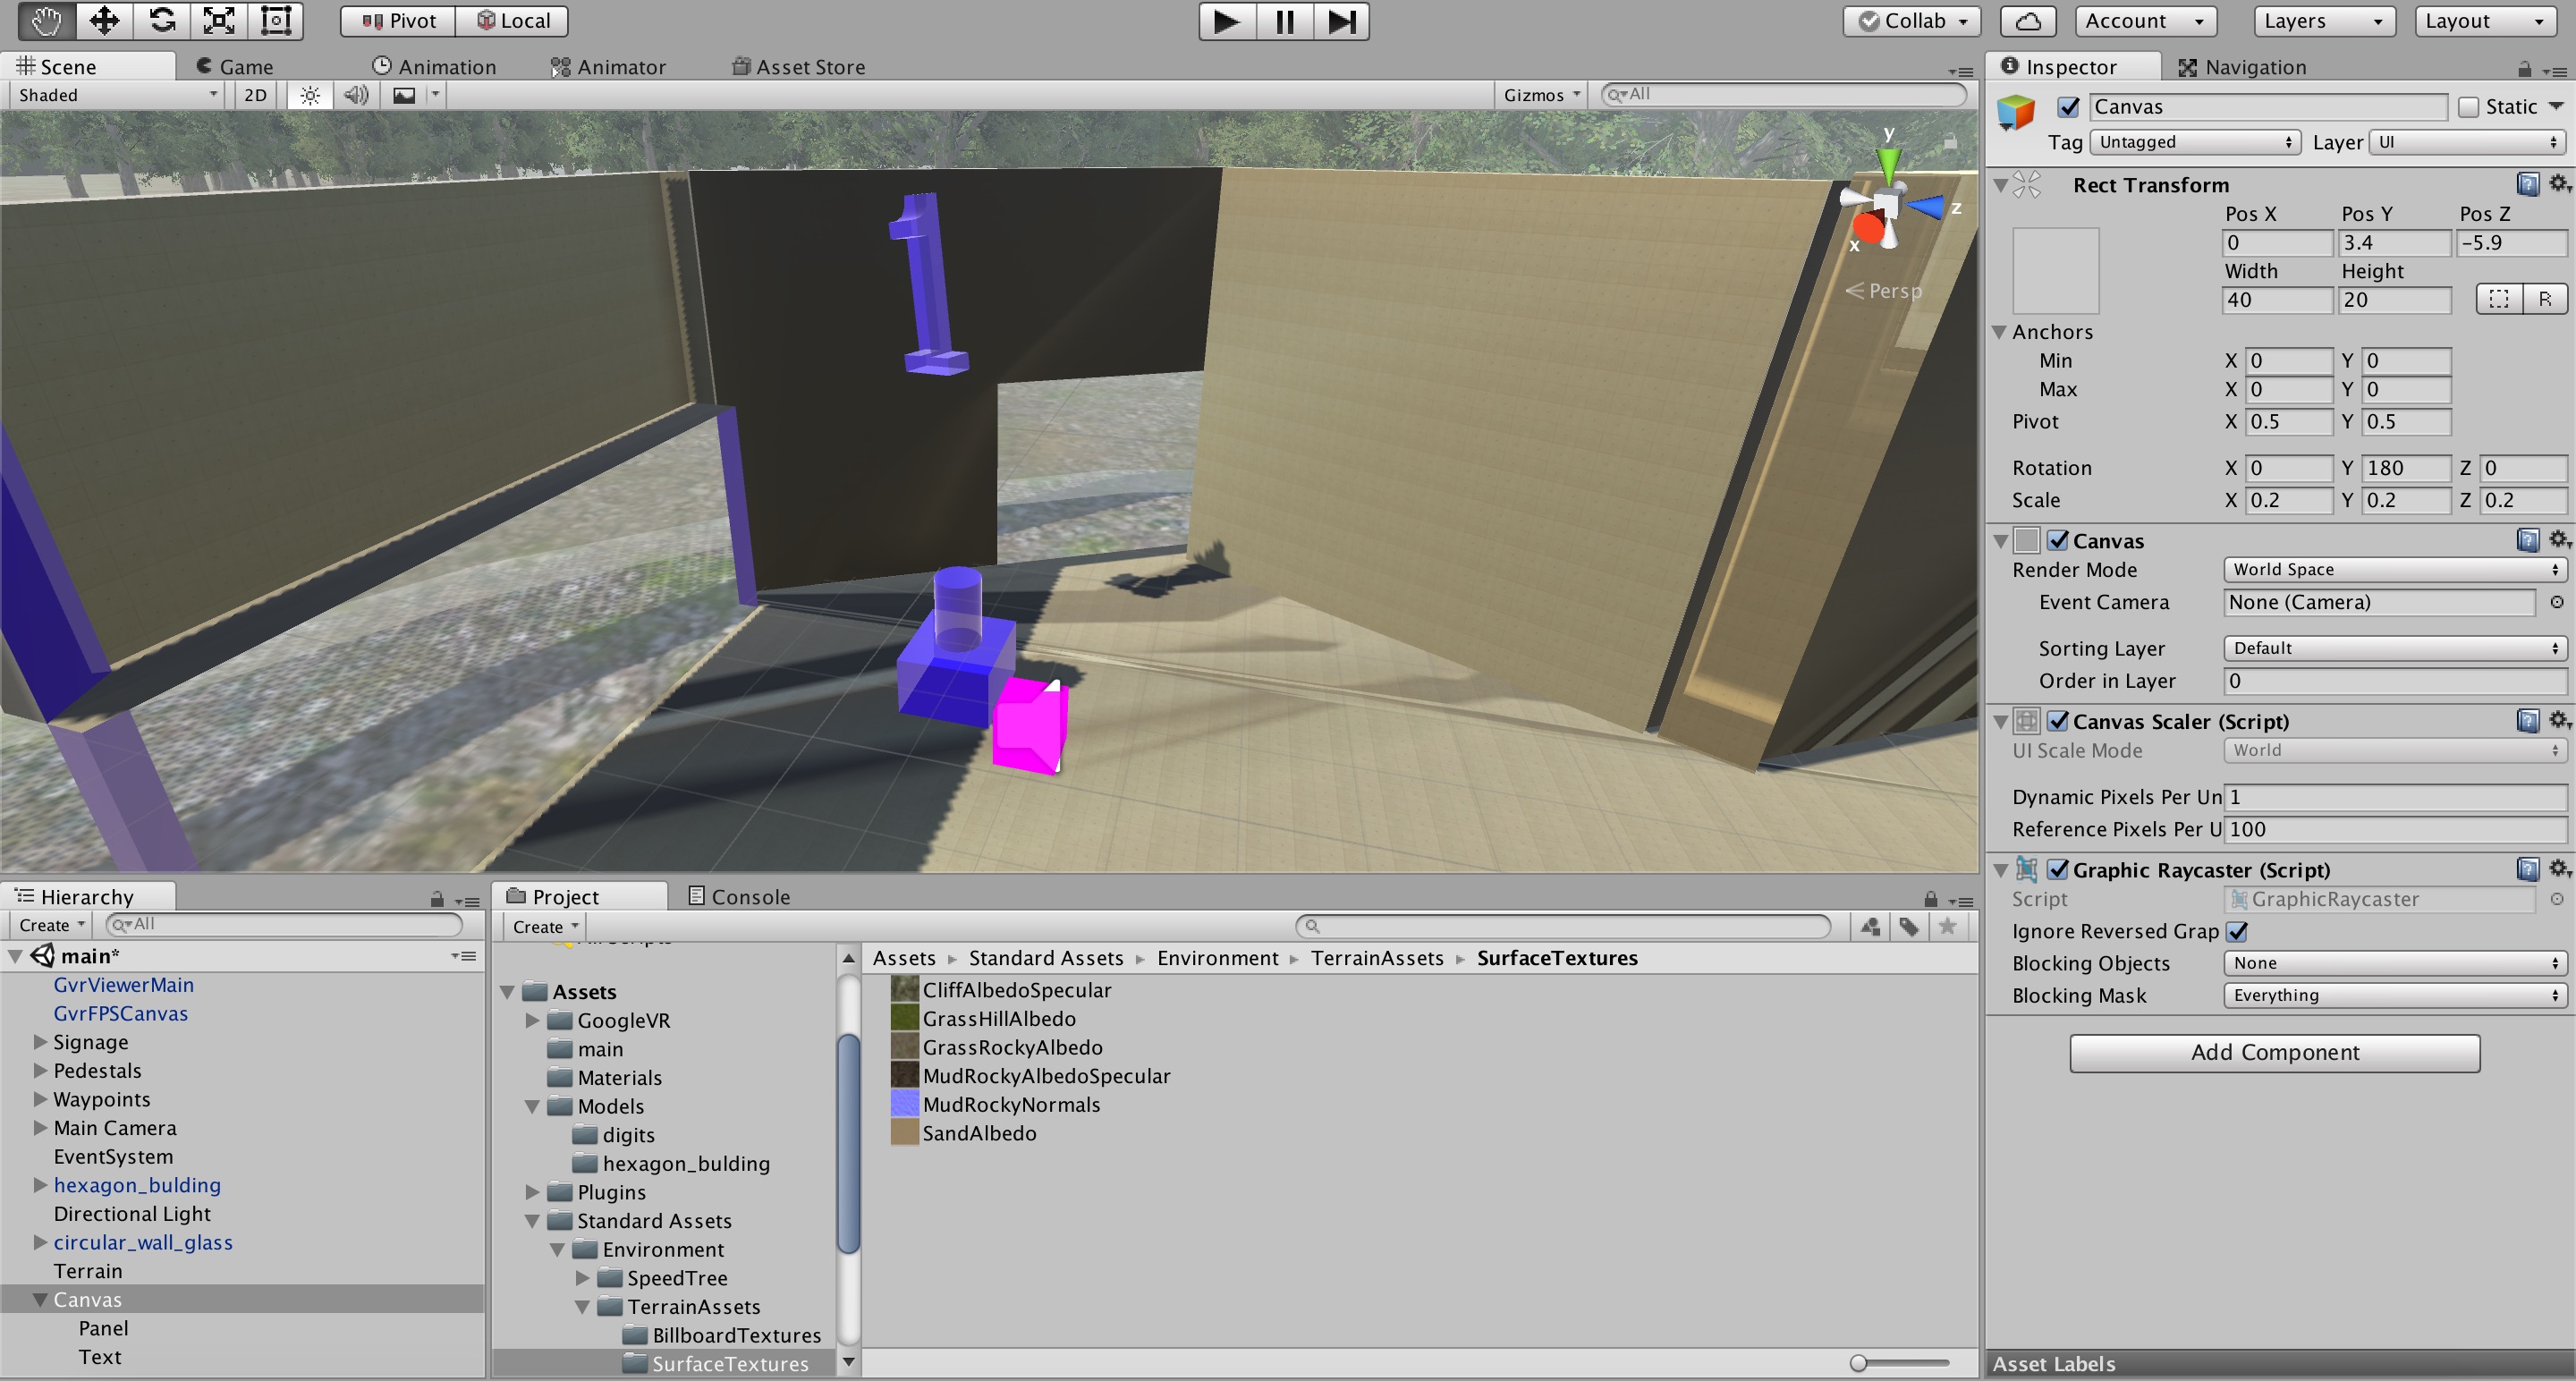 Pivot Local Collab Account Layers Layout
Scene Game Animation Animator Asset Store
Shaded 2D Gizmos All
y
z
x
Persp
1
Inspector Navigation
Canvas Static
Tag Untagged Layer UI
Rect Transform
Pos X Pos Y Pos Z
0 3.4 -5.9
Width Height
40 20 R
Anchors
Min X 0 Y 0
Max X 0 Y 0
Pivot X 0.5 Y 0.5
Rotation X 0 Y 180 Z 0
Scale X 0.2 Y 0.2 Z 0.2
Canvas
Render Mode World Space
Event Camera None (Camera)
Sorting Layer Default
Order in Layer 0
Canvas Scaler (Script)
UI Scale Mode World
Dynamic Pixels Per Un 1
Reference Pixels Per U 100
Graphic Raycaster (Script)
Script GraphicRaycaster
Ignore Reversed Grap
Blocking Objects None
Blocking Mask Everything
Add Component
Asset Labels
Hierarchy
Create All
main*
GvrViewerMain
GvrFPSCanvas
Signage
Pedestals
Waypoints
Main Camera
EventSystem
hexagon_bulding
Directional Light
circular_wall_glass
Terrain
Canvas
Panel
Text
Project Console
Create
Assets
GoogleVR
main
Materials
Models
digits
hexagon_bulding
Plugins
Standard Assets
Environment
SpeedTree
TerrainAssets
BillboardTextures
SurfaceTextures
Assets Standard Assets Environment TerrainAssets SurfaceTextures
CliffAlbedoSpecular
GrassHillAlbedo
GrassRockyAlbedo
MudRockyAlbedoSpecular
MudRockyNormals
SandAlbedo